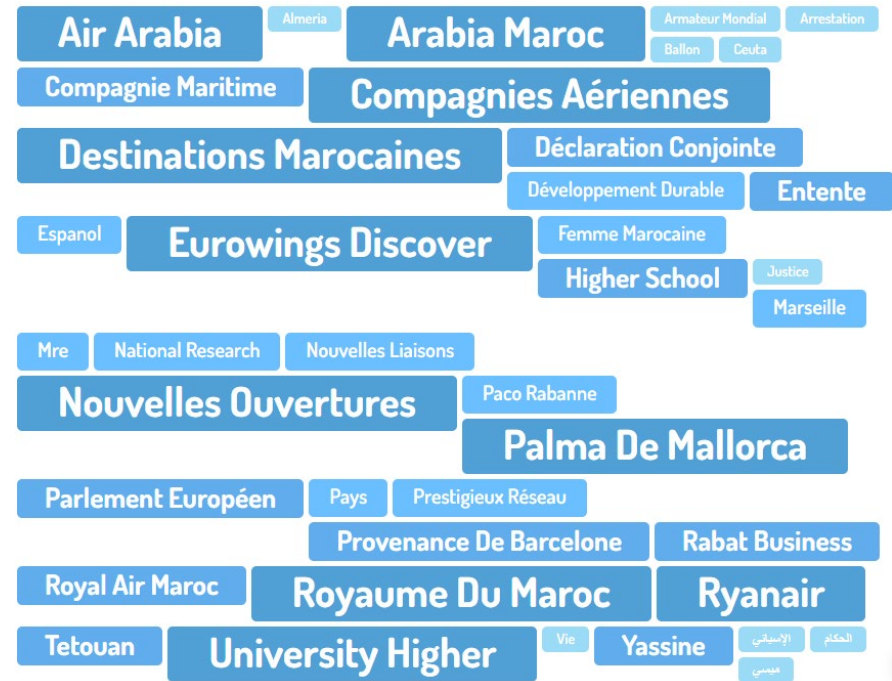 Air Arabia
Almeria
Arabia Maroc
Armateur Mondial
Arrestation
Ballon
Ceuta
Compagnie Maritime
Compagnies Aériennes
Destinations Marocaines
Déclaration Conjointe
Développement Durable
Entente
Espanol
Eurowings Discover
Femme Marocaine
Higher School
Justice
Marseille
Mre
National Research
Nouvelles Liaisons
Nouvelles Ouvertures
Paco Rabanne
Palma De Mallorca
Parlement Européen
Pays
Prestigieux Réseau
Provenance De Barcelone
Rabat Business
Royal Air Maroc
Royaume Du Maroc
Ryanair
Tetouan
University Higher
Vie
Yassine
الإسباني
الحكام
ميسي